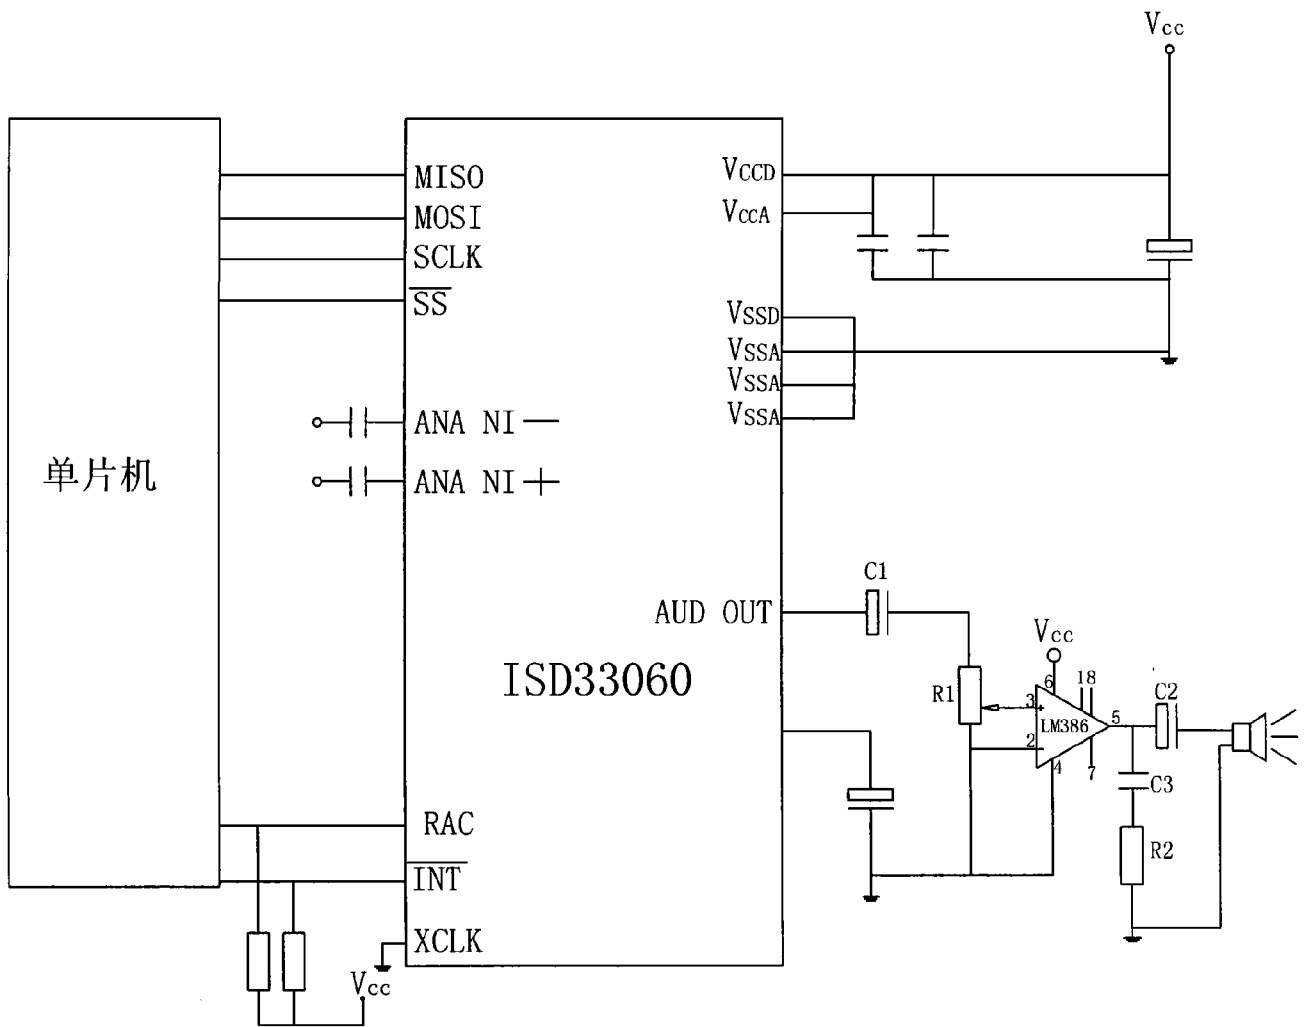 Vcc
MISO
MOSI
SCLK
SS
ANA NI—
ANA NI+
单片机
VCCD
VCCA
VSSD
VSSA
VSSA
VSSA
AUD OUT
ISD33060
C1
R1
Vcc
6
18
3
+
LM386
2
−
4
7
5
C2
C3
R2
RAC
INT
XCLK
Vcc